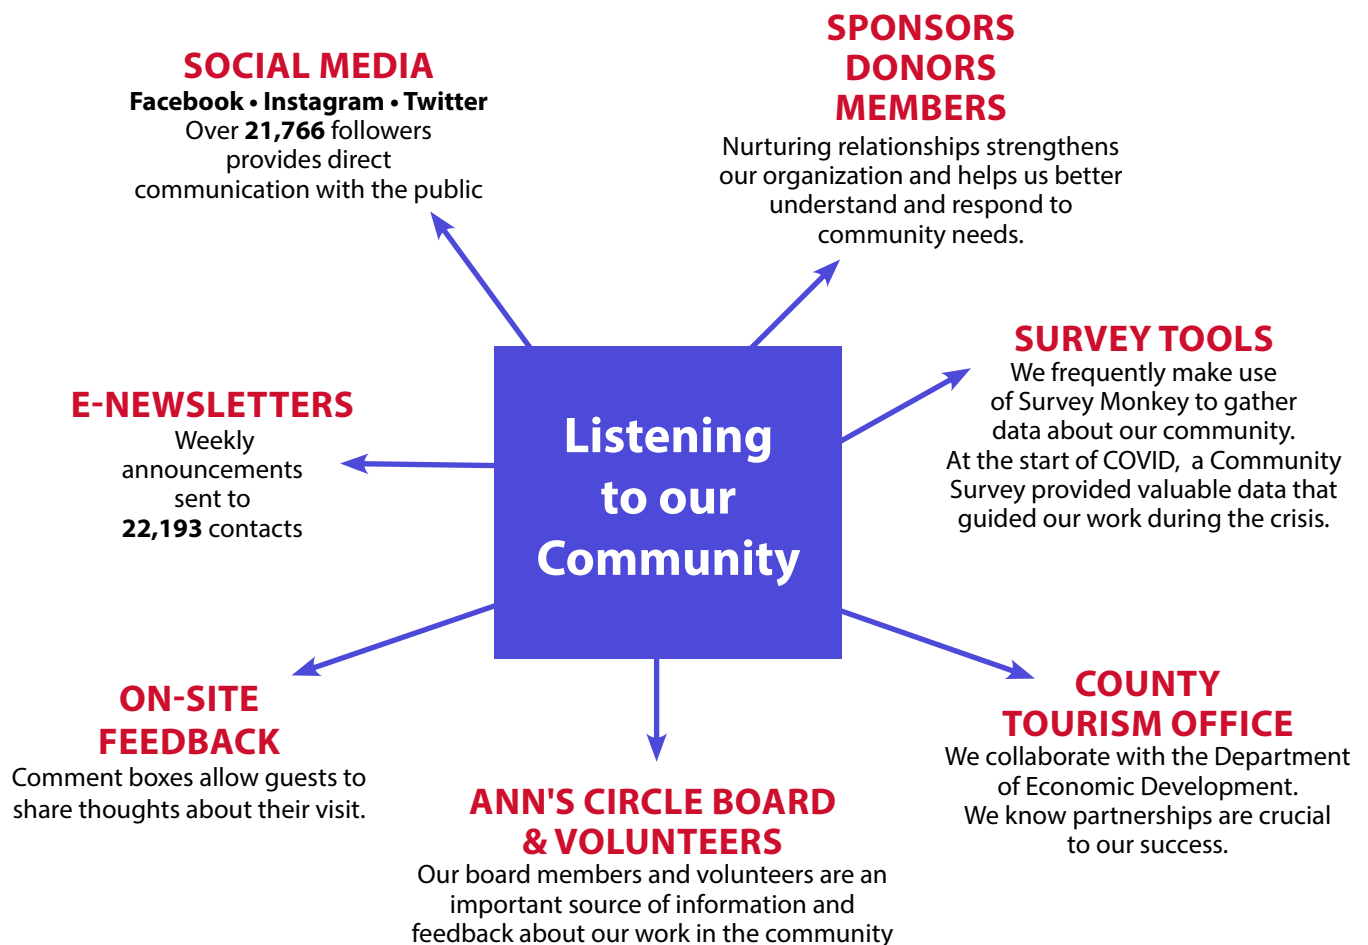 SOCIAL MEDIA
Facebook • Instagram • Twitter
Over 21,766 followers
provides direct
communication with the public
SPONSORS
DONORS
MEMBERS
Nurturing relationships strengthens
our organization and helps us better
understand and respond to
community needs.
E-NEWSLETTERS
Weekly
announcements
sent to
22,193 contacts
Listening
to our
Community
SURVEY TOOLS
We frequently make use
of Survey Monkey to gather
data about our community.
At the start of COVID, a Community
Survey provided valuable data that
guided our work during the crisis.
ON-SITE
FEEDBACK
Comment boxes allow guests to
share thoughts about their visit.
ANN'S CIRCLE BOARD
& VOLUNTEERS
Our board members and volunteers are an
important source of information and
feedback about our work in the community
COUNTY
TOURISM OFFICE
We collaborate with the Department
of Economic Development.
We know partnerships are crucial
to our success.